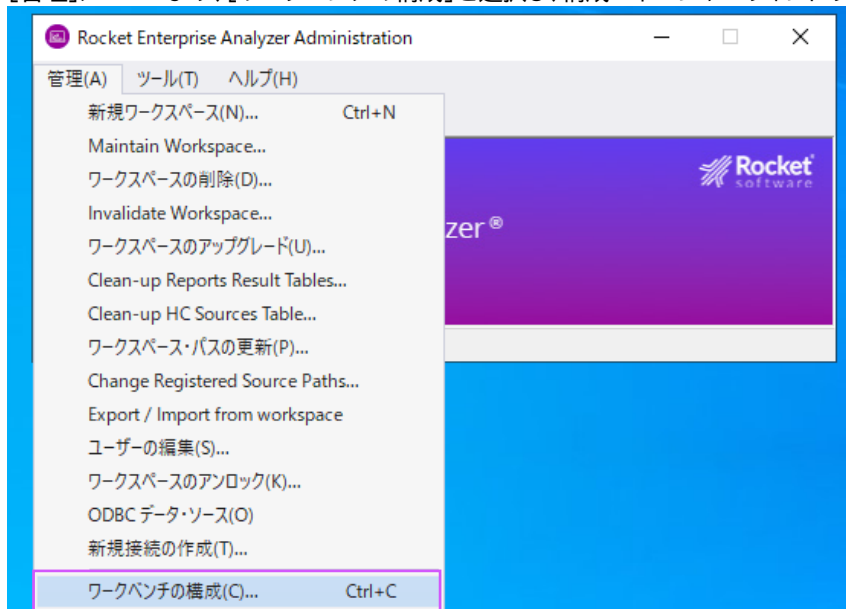 Rocket Enterprise Analyzer Administration
管理(A) ツール(T) ヘルプ(H)
新規ワークスペース(N)... Ctrl+N
Maintain Workspace...
ワークスペースの削除(D)...
Invalidate Workspace...
ワークスペースのアップグレード(U)...
Clean-up Reports Result Tables...
Clean-up HC Sources Table...
ワークスペース・パスの更新(P)...
Change Registered Source Paths...
Export / Import from workspace
ユーザーの編集(S)...
ワークスペースのアンロック(K)...
ODBC データ・ソース(O)
新規接続の作成(T)...
ワークベンチの構成(C)... Ctrl+C
Rocket
software
zer®